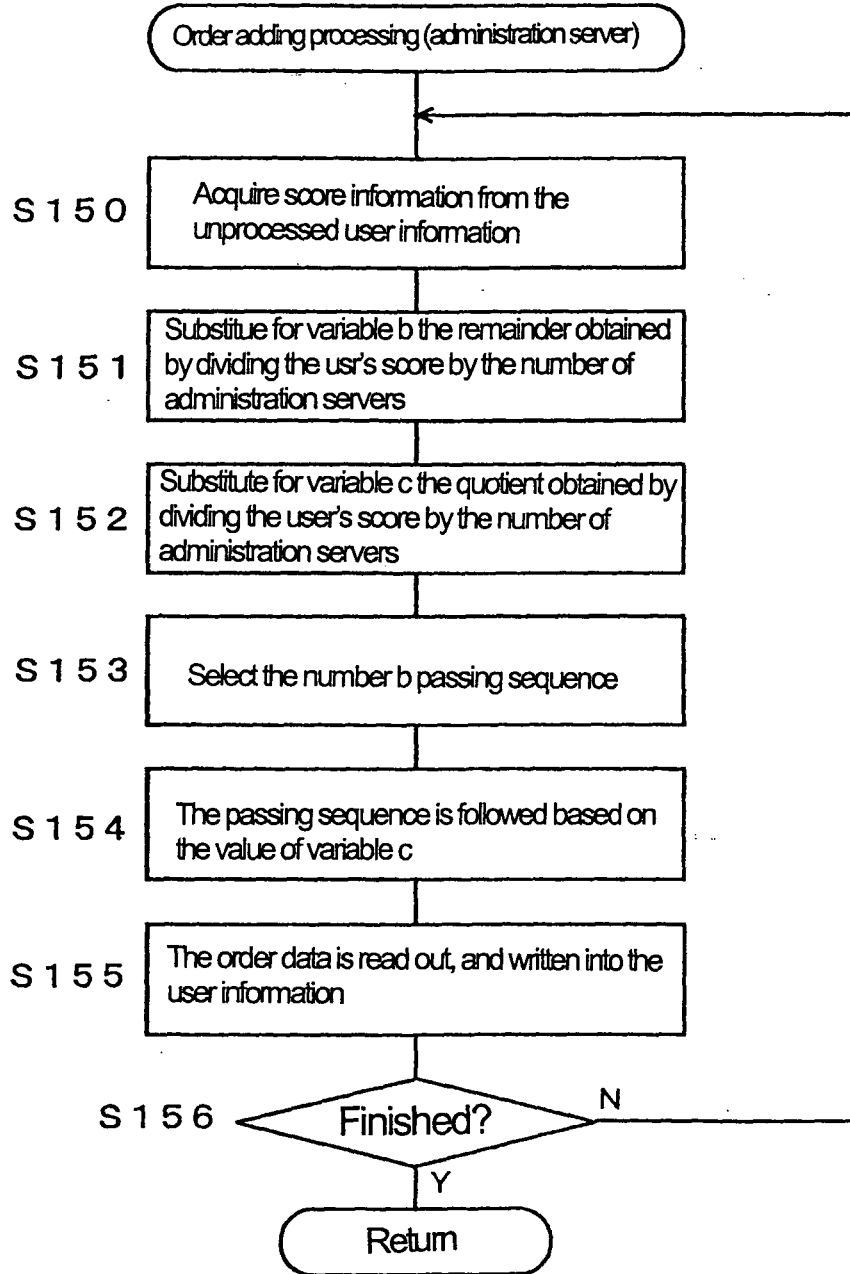 Order adding processing (administration server)
S150
Acquire score information from the
unprocessed user information
S151
Substitue for variable b the remainder obtained
by dividing the usr's score by the number of
administration servers
S152
Substitute for variable c the quotient obtained by
dividing the user's score by the number of
administration servers
S153
Select the number b passing sequence
S154
The passing sequence is followed based on
the value of variable c
S155
The order data is read out, and written into the
user information
S156
Finished?
N
Y
Return